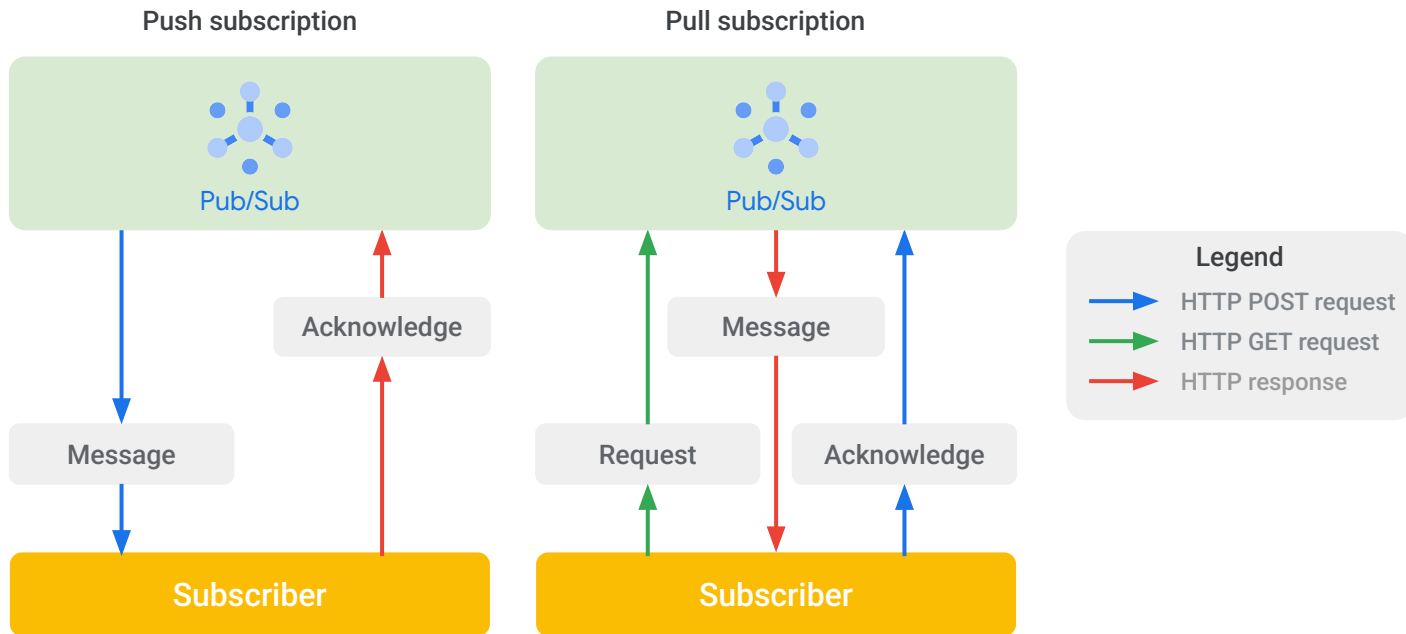 Push subscription
Pub/Sub
Acknowledge
Message
Subscriber
Pull subscription
Pub/Sub
Message
Request
Acknowledge
Subscriber
Legend
HTTP POST request
HTTP GET request
HTTP response